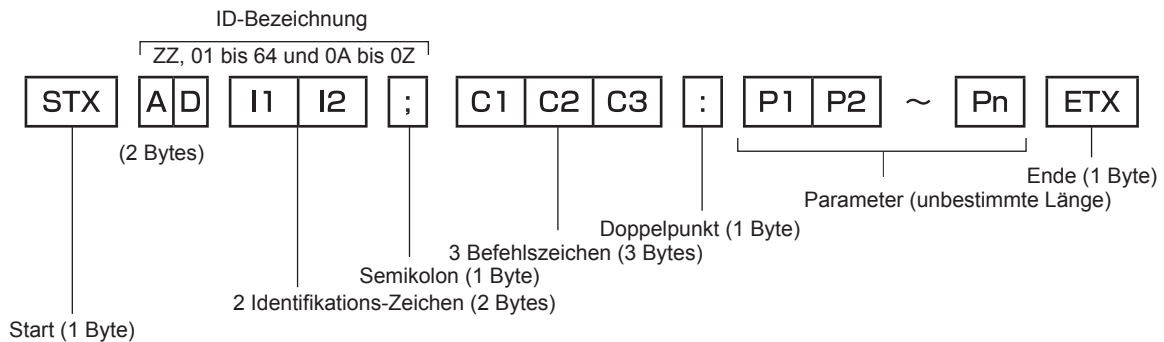 ID-Bezeichnung
ZZ, 01 bis 64 und 0A bis 0Z
STX A D I1 I2 ; C1 C2 C3 : P1 P2 ～ Pn ETX
(2 Bytes)
Ende (1 Byte)
Parameter (unbestimmte Länge)
Doppelpunkt (1 Byte)
3 Befehlszeichen (3 Bytes)
Semikolon (1 Byte)
2 Identifikations-Zeichen (2 Bytes)
Start (1 Byte)